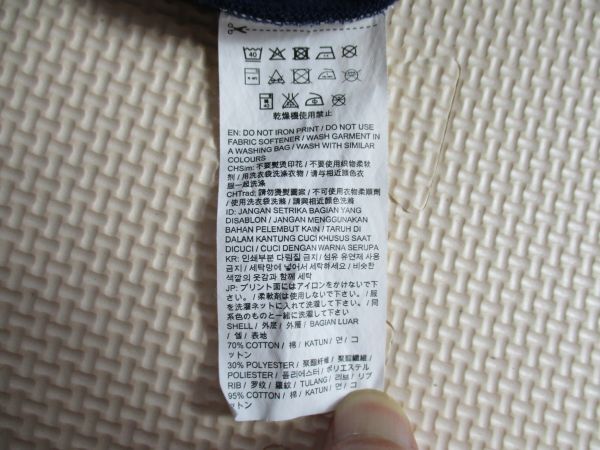 40
乾燥機使用禁止
EN: DO NOT IRON PRINT / DO NOT USE
FABRIC SOFTENER / WASH GARMENT IN
A WASHING BAG / WASH WITH SIMILAR
COLOURS
CHSim: 不要熨烫印花 / 不要使用织物柔软
剂 / 用洗衣袋洗涤衣物 / 请与相近颜色衣
服一起洗涤
CHTrad: 請勿燙熨圖案 / 不可使用衣物柔順劑
/ 使用洗衣袋洗滌 / 請與相近顏色洗滌
ID: JANGAN SETRIKA BAGIAN YANG
DISABLON / JANGAN MENGGUNAKAN
BAHAN PELEMBUT KAIN / TARUH DI
DALAM KANTUNG CUCI KHUSUS SAAT
DICUCI / CUCI DENGAN WARNA SERUPA
KR: 인쇄부분 다림질 금지 / 섬유 유연제 사용
금지 / 세탁망에 넣어서 세탁하세요 / 비슷한
색깔의 옷감과 함께 세탁
JP: プリント面にはアイロンをかけないで下
さい。/ 柔軟剤は使用しないで下さい。/ 服
を洗濯ネットに入れて洗濯して下さい。/ 同
系色のものと一緒に洗濯して下さい。
SHELL / 外层 / 外層 / BAGIAN LUAR
/ 겉 / 表地
70% COTTON / 棉 / KATUN / 면 / コ
ットン
30% POLYESTER / 聚酯纤维 / 聚酯纖維 /
POLIESTER / 폴리에스터 / ポリエステル
RIB / 罗纹 / 羅紋 / TULANG / 리브 / リブ
95% COTTON / 棉 / KATUN / 면 / コ
ットン